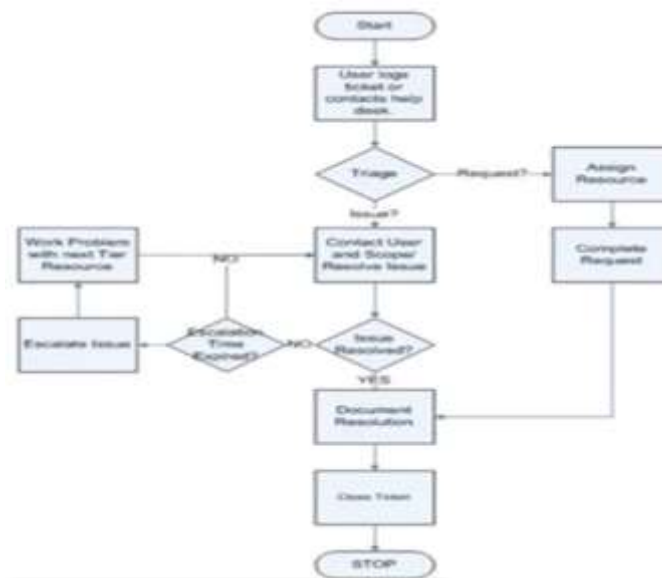 Start
User logs
ticket or
contacts help
desk.
Triage
Request?
Assign
Resource
Issue?
Work Problem
with next Tier
Resource
NO
Contact User
and Scope/
Resolve Issue
Complete
Request
Escalate Issue
Escalation
Time
Expired?
NO
Issue
Resolved?
YES
Document
Resolution
Close Ticket
STOP